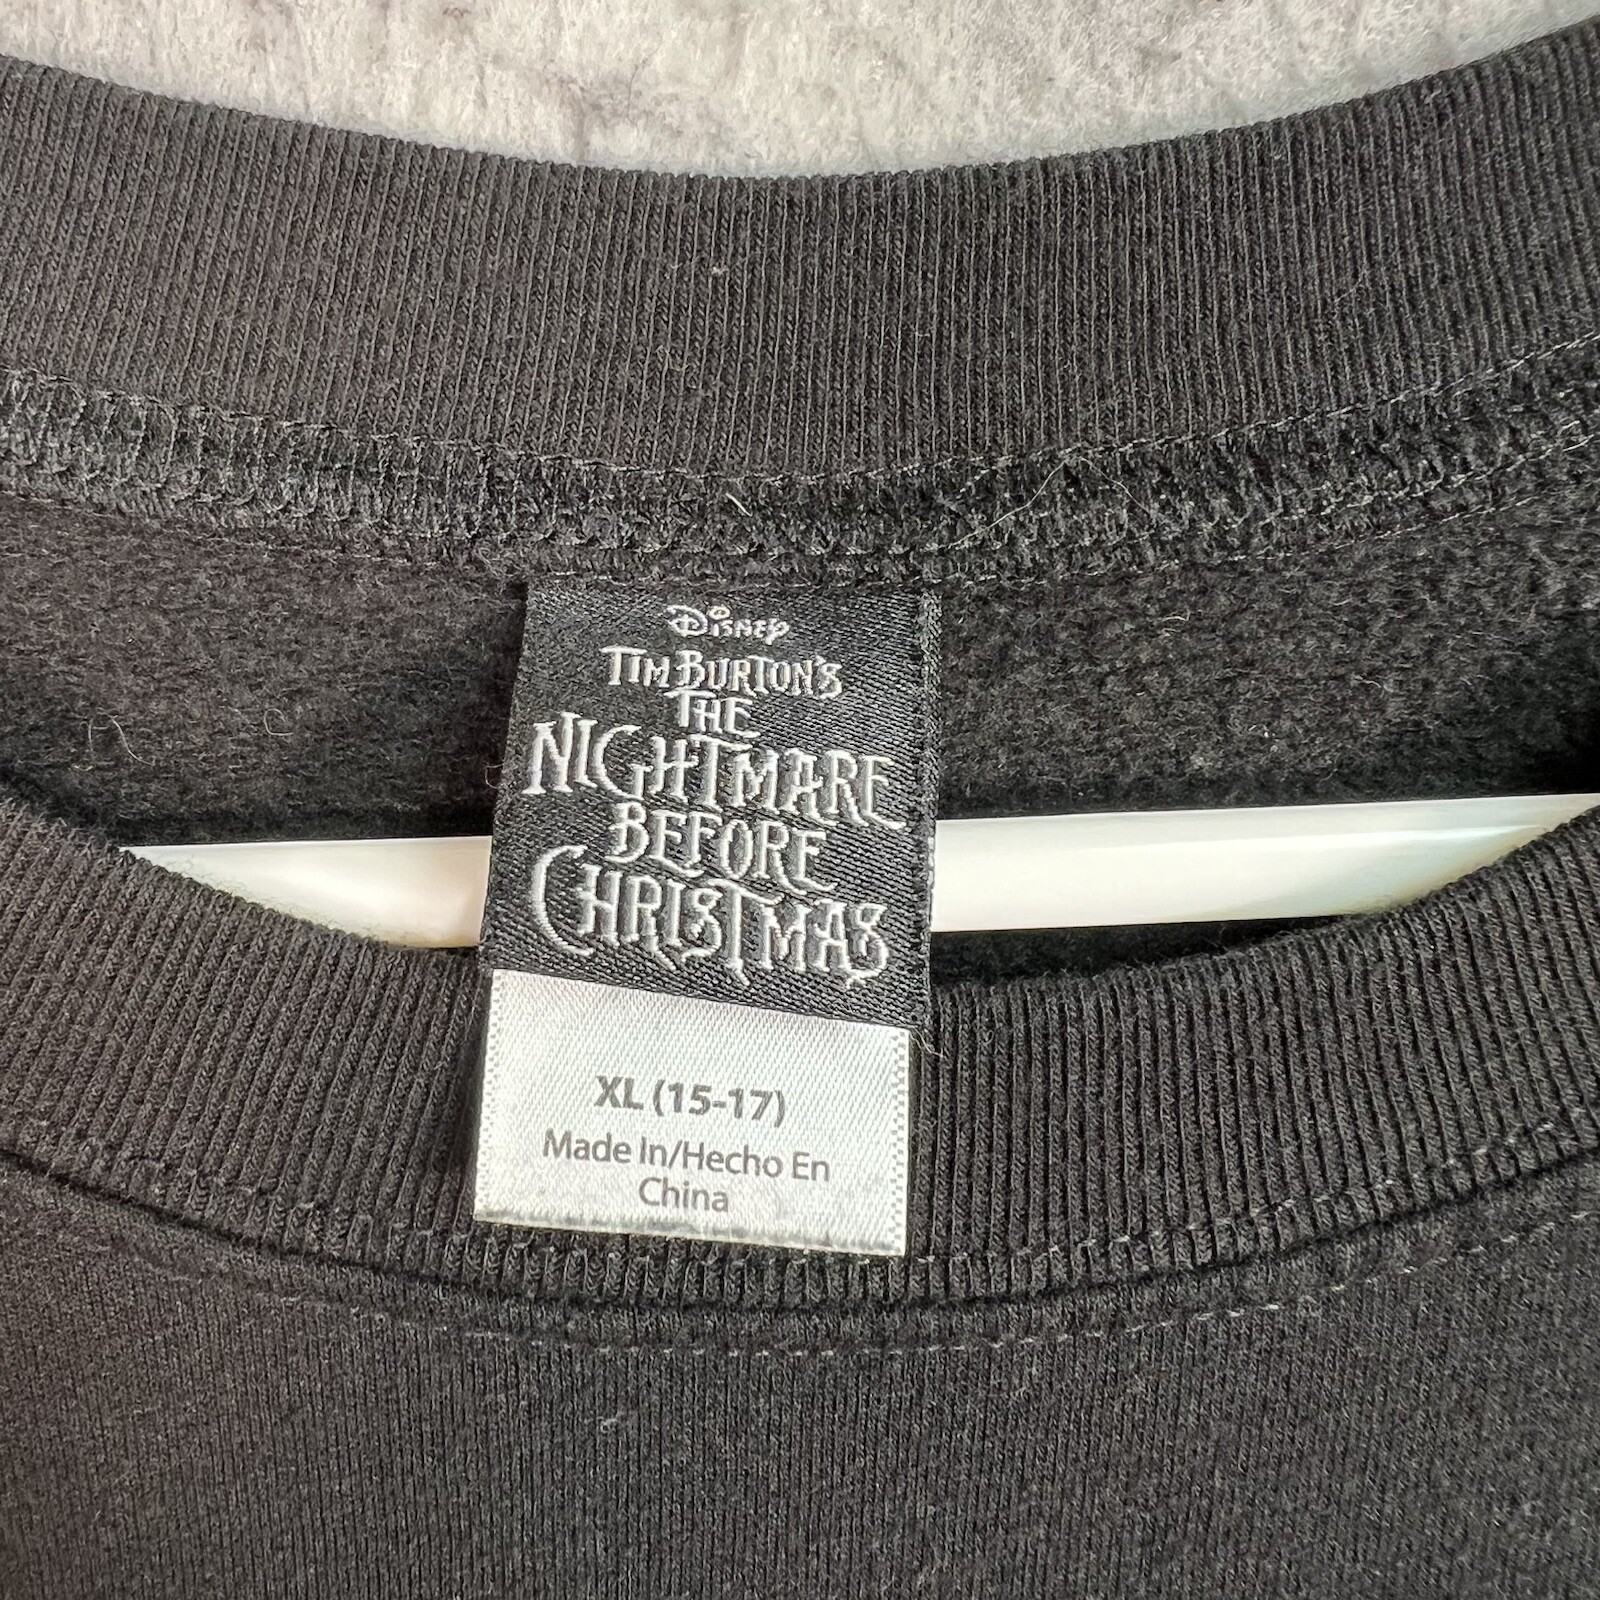 Disney
TIM BURTON'S
THE
NIGHTMARE
BEFORE
CHRISTMAS
XL (15-17)
Made In/Hecho En
China